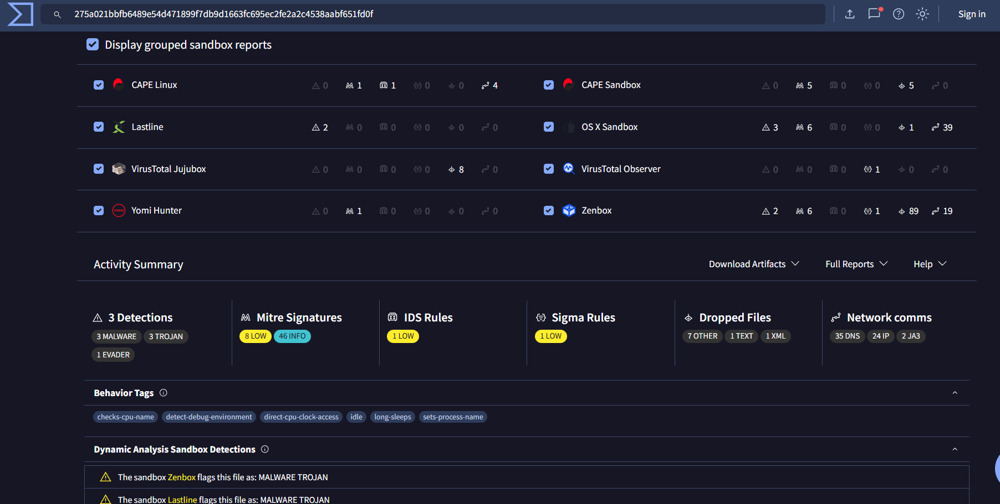 275a021bbfb6489e54d471899f7db9d1663fc695ec2fe2a2c4538aabf651fd0f
Sign in
Display grouped sandbox reports
CAPE Linux 0 1 1 0 0 4
CAPE Sandbox 0 5 0 0 5 0
Lastline 2 0 0 0 0 0
OS X Sandbox 3 6 0 0 1 39
VirusTotal Jujubox 0 0 0 0 8 0
VirusTotal Observer 0 0 0 1 0 0
Yomi Hunter 0 1 0 0 0 0
Zenbox 2 6 0 1 89 19
Activity Summary
Download Artifacts
Full Reports
Help
3 Detections
3 MALWARE 3 TROJAN
1 EVADER
Mitre Signatures
8 LOW 46 INFO
IDS Rules
1 LOW
Sigma Rules
1 LOW
Dropped Files
7 OTHER 1 TEXT 1 XML
Network comms
35 DNS 24 IP 2 JA3
Behavior Tags
checks-cpu-name detect-debug-environment direct-cpu-clock-access idle long-sleeps sets-process-name
Dynamic Analysis Sandbox Detections
The sandbox Zenbox flags this file as: MALWARE TROJAN
The sandbox Lastline flags this file as: MALWARE TROJAN